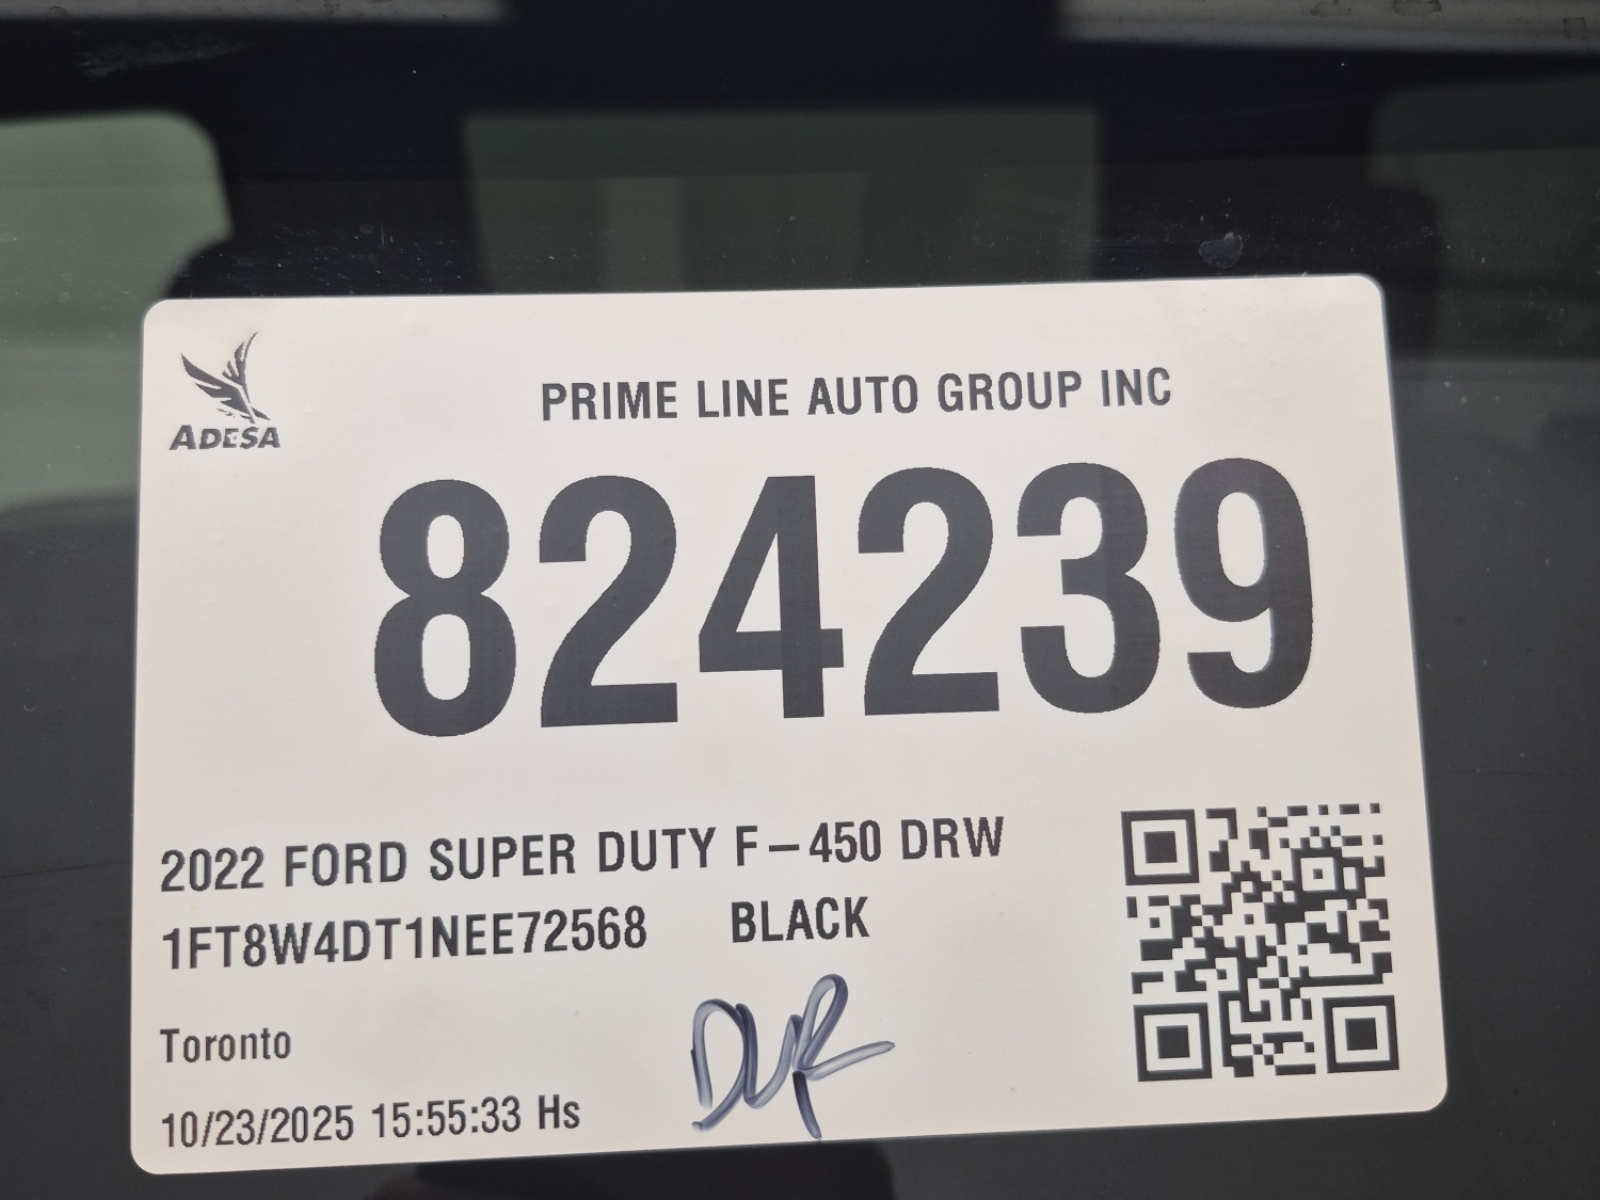 ADESA
PRIME LINE AUTO GROUP INC
824239
2022 FORD SUPER DUTY F-450 DRW
1FT8W4DT1NEE72568 BLACK
Toronto
10/23/2025 15:55:33 Hs